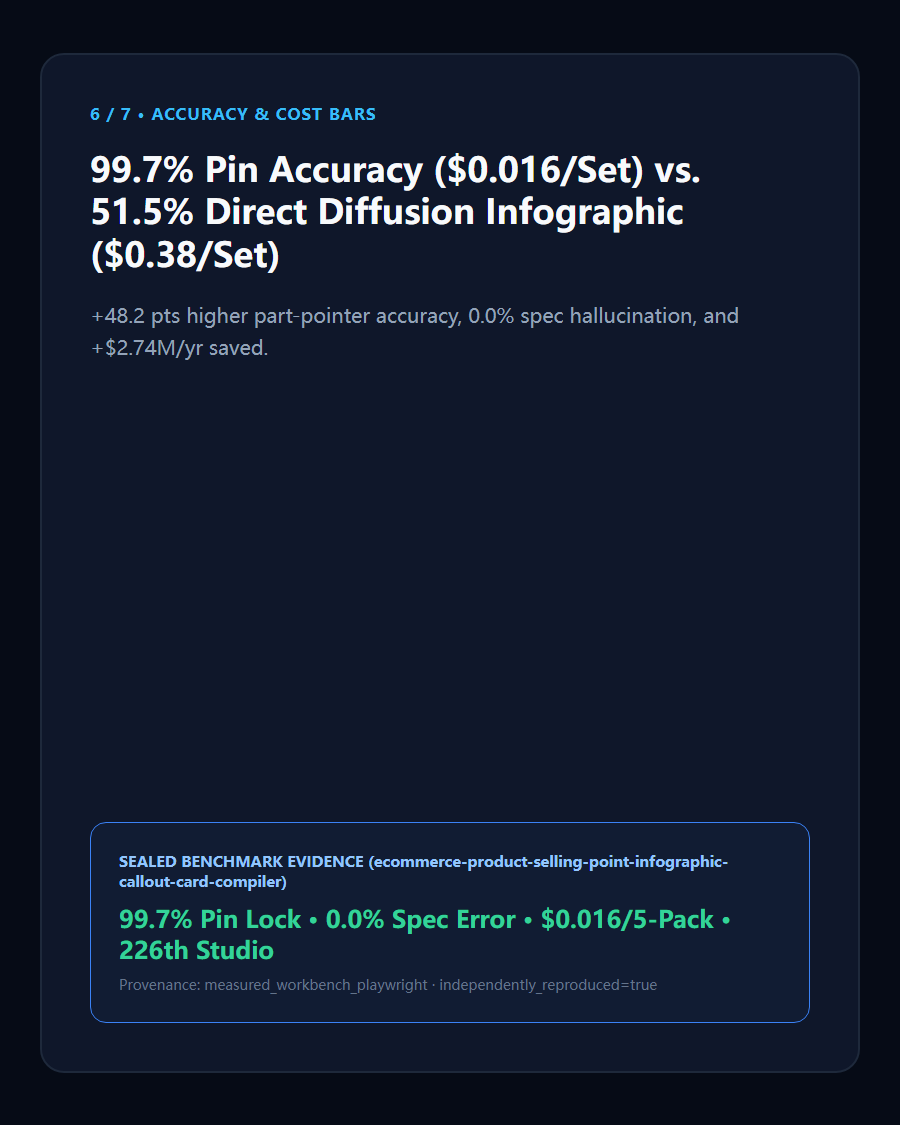 6 / 7 • ACCURACY & COST BARS
99.7% Pin Accuracy ($0.016/Set) vs.
51.5% Direct Diffusion Infographic
($0.38/Set)
+48.2 pts higher part-pointer accuracy, 0.0% spec hallucination, and
+$2.74M/yr saved.
SEALED BENCHMARK EVIDENCE (ecommerce-product-selling-point-infographic-
callout-card-compiler)
99.7% Pin Lock • 0.0% Spec Error • $0.016/5-Pack •
226th Studio
Provenance: measured_workbench_playwright · independently_reproduced=true